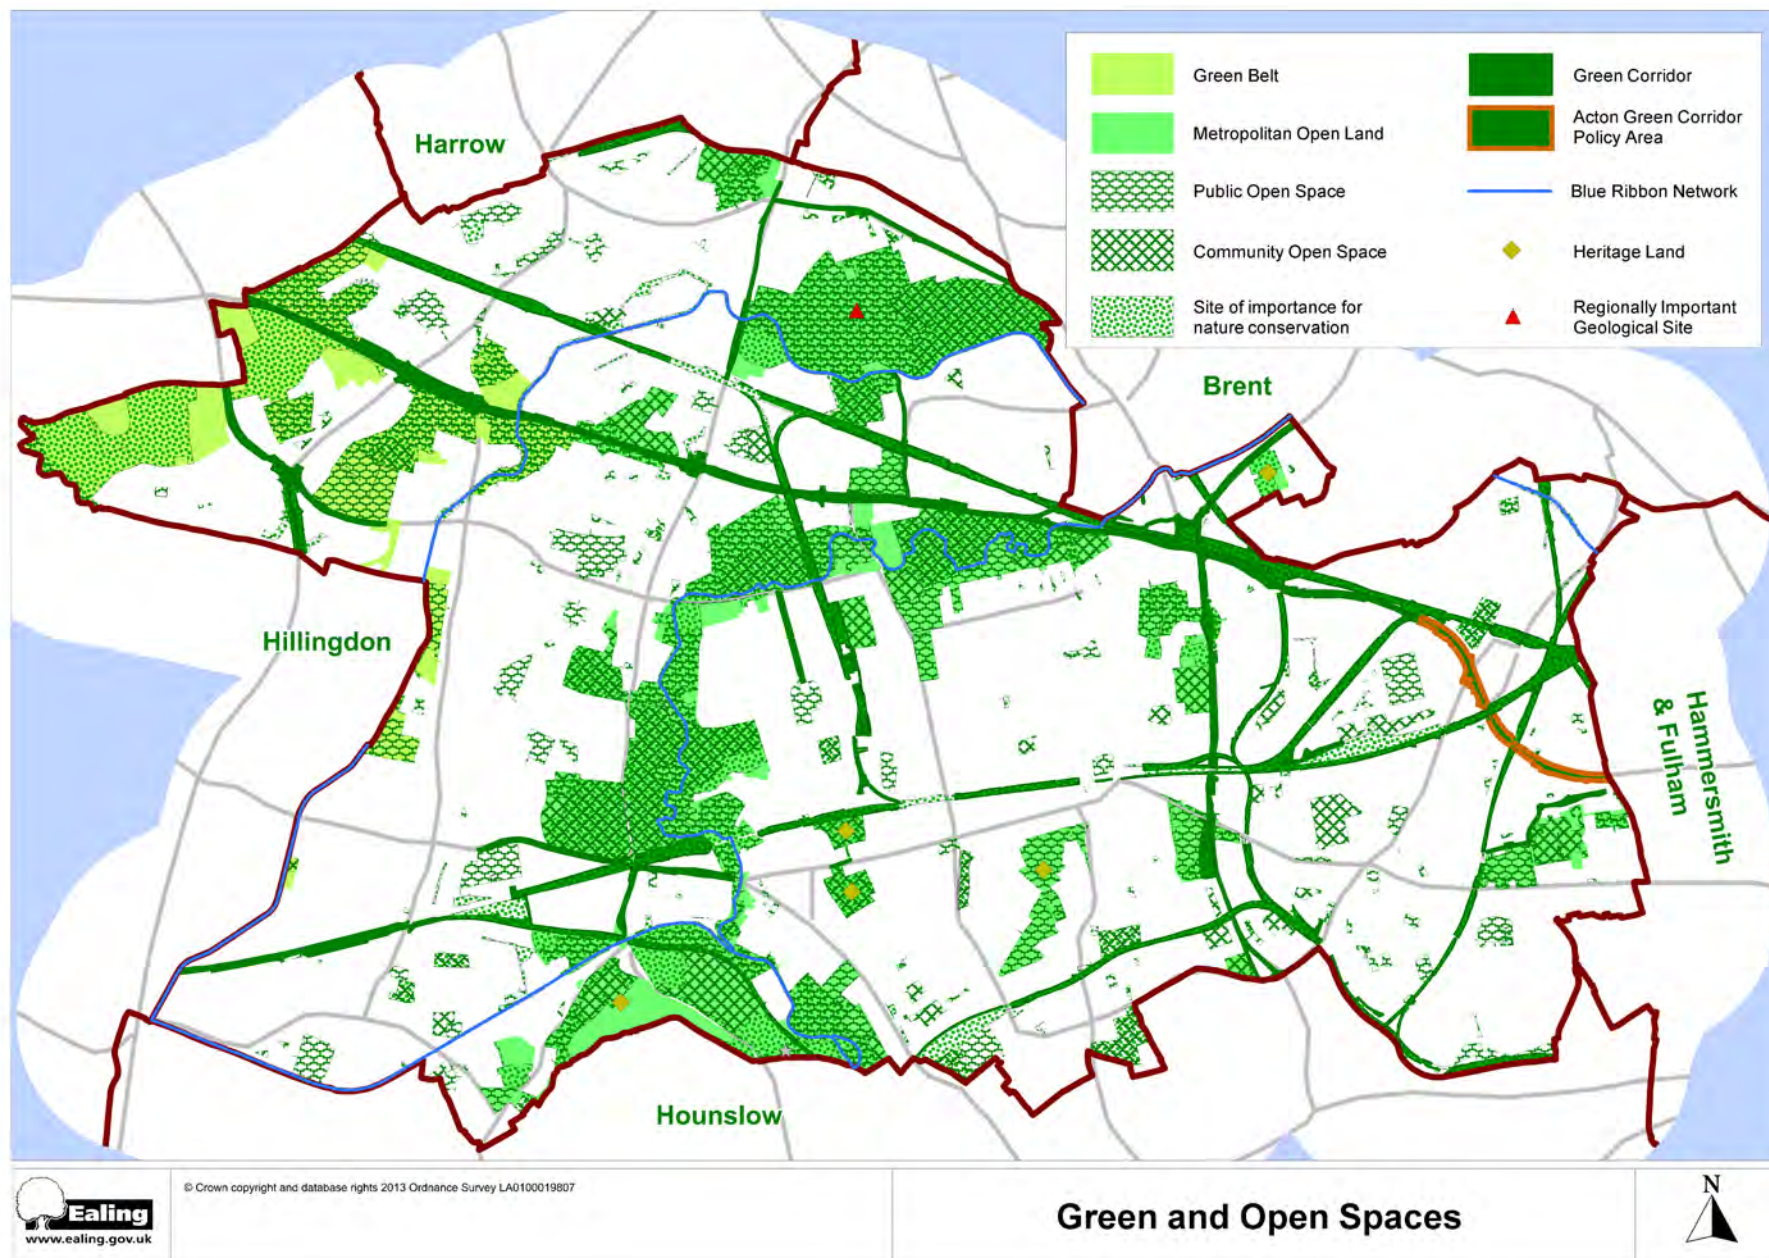 Green Belt
Metropolitan Open Land
Public Open Space
Community Open Space
Site of importance for
nature conservation
Green Corridor
Acton Green Corridor
Policy Area
Blue Ribbon Network
Heritage Land
Regionally Important
Geological Site
Harrow
Brent
Hillingdon
Hammersmith
& Fulham
Hounslow
Ealing
www.ealing.gov.uk
© Crown copyright and database rights 2013 Ordnance Survey LA0100019807
Green and Open Spaces
N